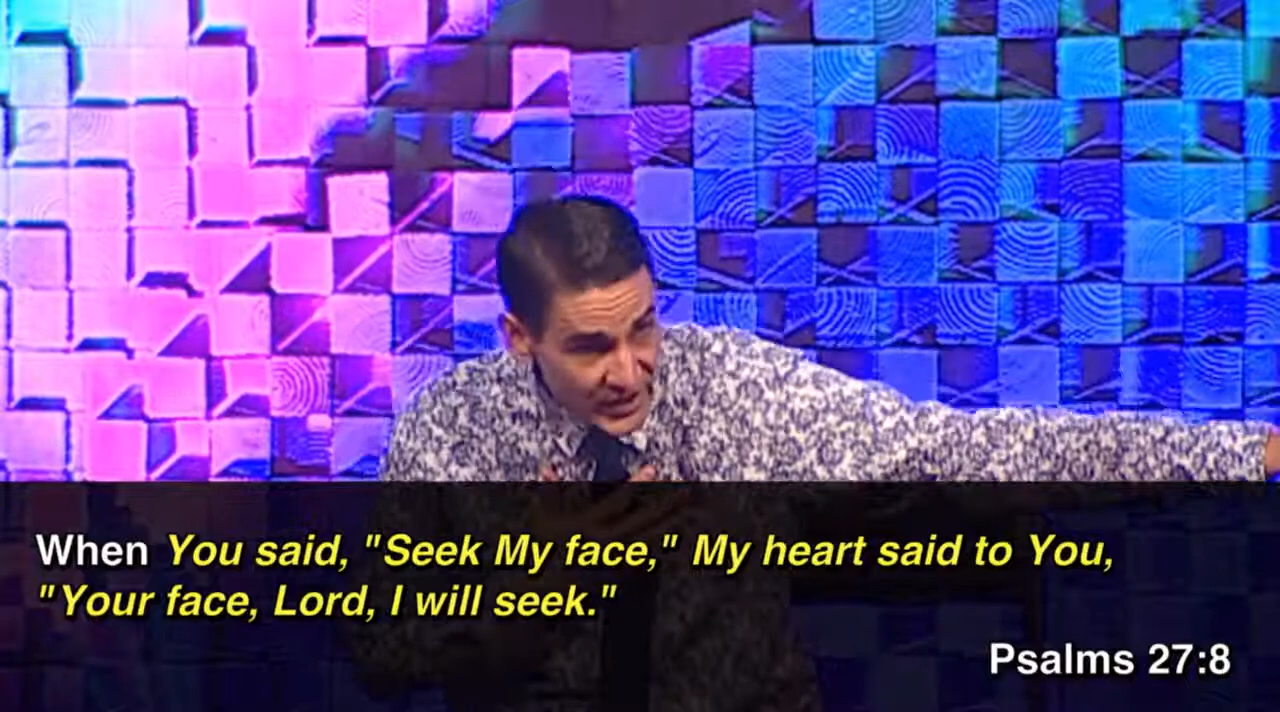 When You said, "Seek My face," My heart said to You,
"Your face, Lord, I will seek."
Psalms 27:8